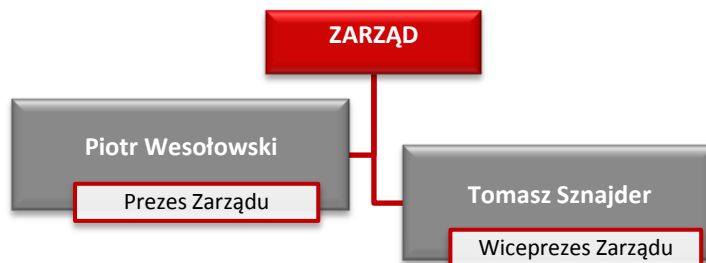 ZARZĄD
Piotr Wesołowski
Prezes Zarządu
Tomasz Sznajder
Wiceprezes Zarządu